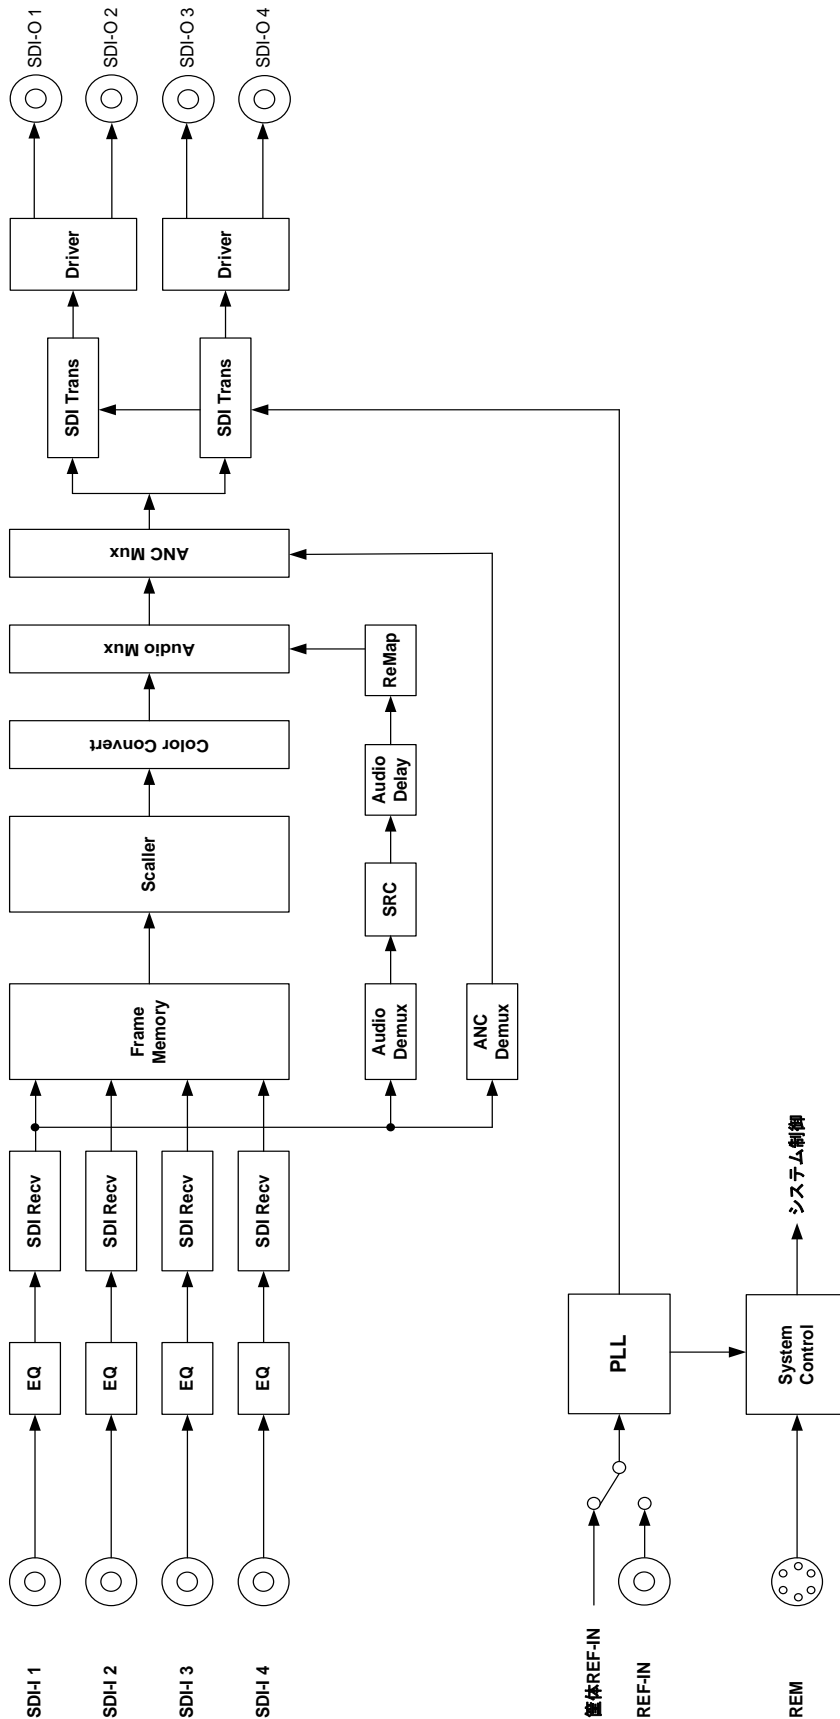 SDI-I 1
SDI-I 2
SDI-I 3
SDI-I 4
EQ
EQ
EQ
EQ
SDI Recv
SDI Recv
SDI Recv
SDI Recv
Frame
Memory
Scaller
Color Convert
Audio Mux
ANC Mux
SDI Trans
SDI Trans
Driver
Driver
SDI-O 1
SDI-O 2
SDI-O 3
SDI-O 4
Audio
Demux
SRC
Audio
Delay
ReMap
ANC
Demux
筐体REF-IN
REF-IN
PLL
REM
System
Control
システム制御